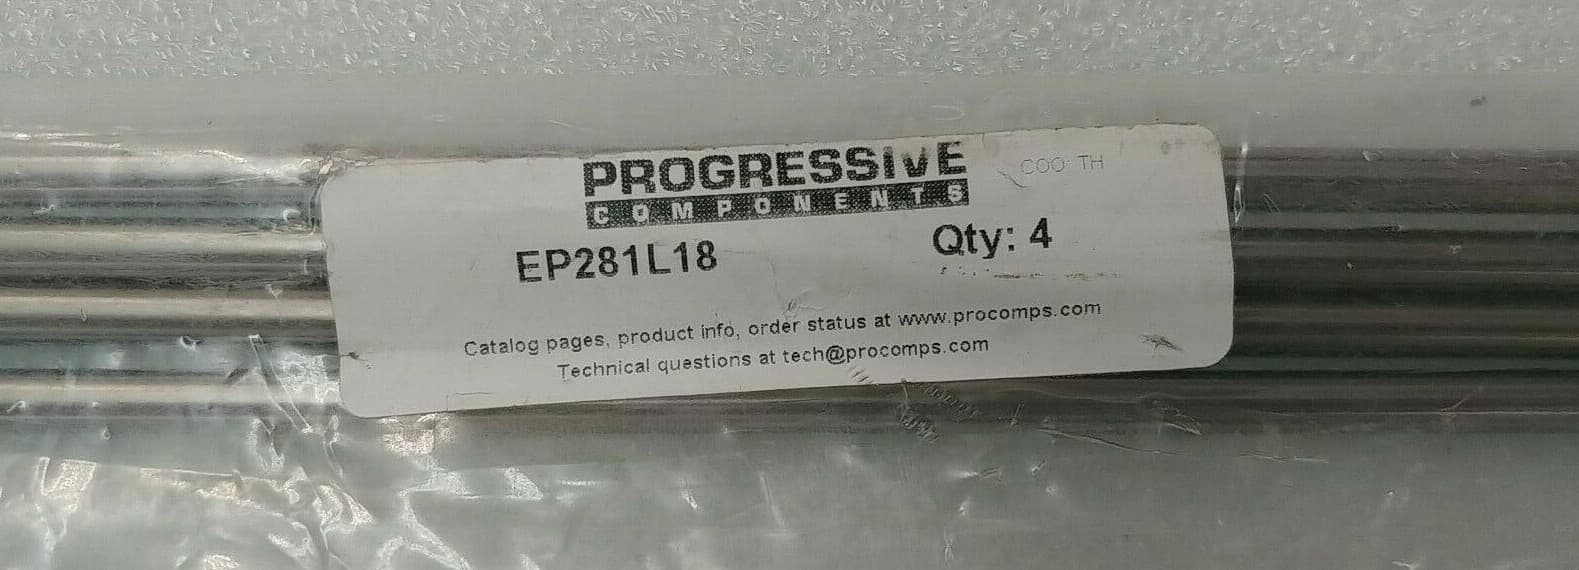 PROGRESSIVE
COMPONENTS
COO: TH
EP281L18
Qty: 4
Catalog pages, product info, order status at www.procomps.com
Technical questions at tech@procomps.com